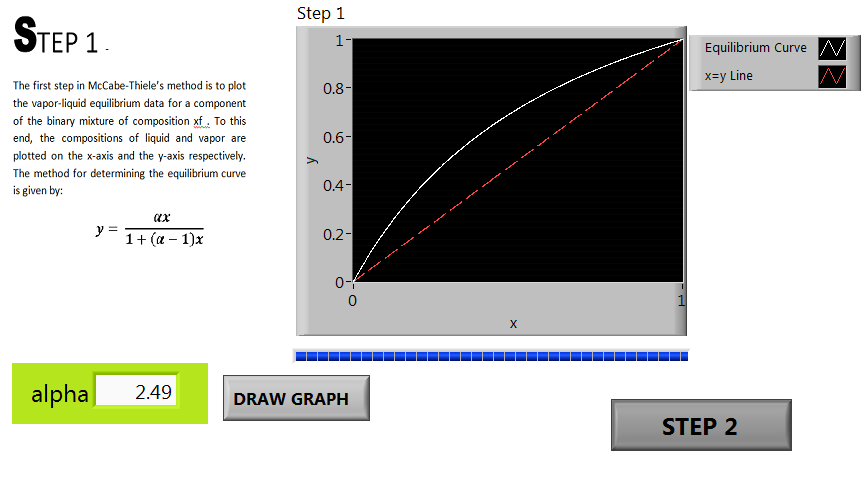 STEP 1.
The first step in McCabe-Thiele's method is to plot
the vapor-liquid equilibrium data for a component
of the binary mixture of composition xf . To this
end, the compositions of liquid and vapor are
plotted on the x-axis and the y-axis respectively.
The method for determining the equilibrium curve
is given by:
y = αx / 1 + (α − 1)x
Step 1
1
0.8
0.6
0.4
0.2
0
y
0
1
x
Equilibrium Curve
x=y Line
alpha 2.49
DRAW GRAPH
STEP 2